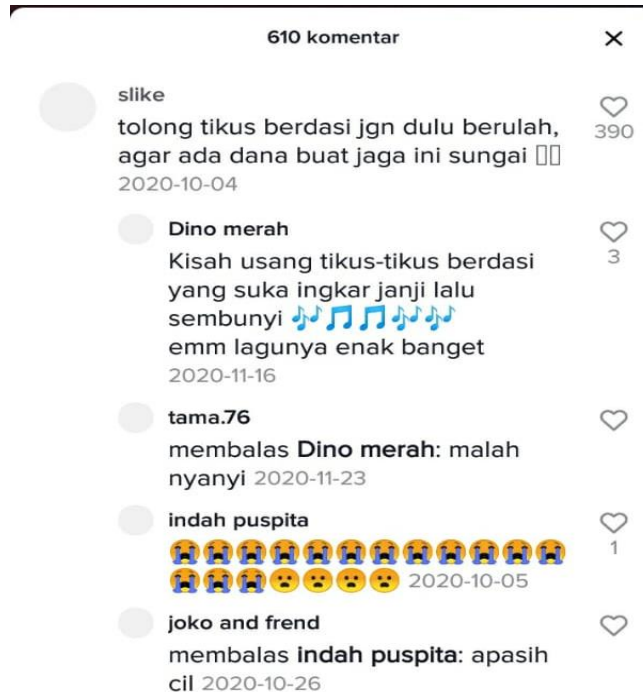 610 komentar
slike
tolong tikus berdasi jgn dulu berulah,
390
agar ada dana buat jaga ini sungai
2020-10-04
Dino merah
Kisah usang tikus-tikus berdasi
3
yang suka ingkar janji lalu
sembunyi 🎶🎵🎵🎶🎶
emm lagunya enak banget
2020-11-16
tama.76
membalas Dino merah: malah
nyanyi 2020-11-23
indah puspita
😭😭😭😭😭😭😭😭😭😭😭😭
1
😭😭😭😦😦😦😦 2020-10-05
joko and frend
membalas indah puspita: apasih
cil 2020-10-26